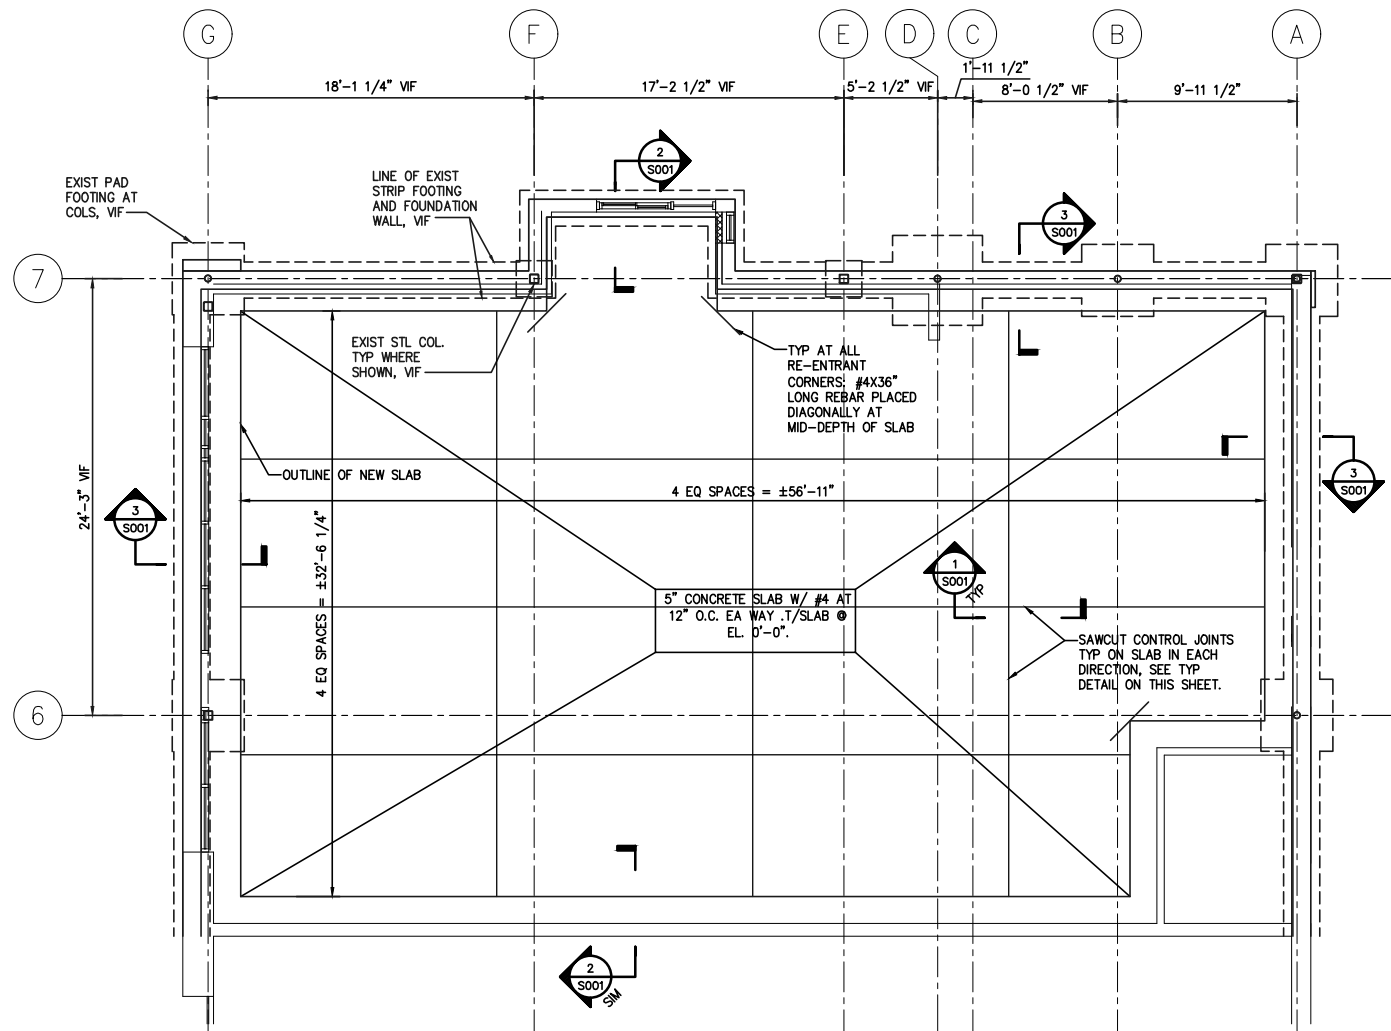 G
F
E
D
C
B
A
18'-1 1/4" VIF
17'-2 1/2" VIF
5'-2 1/2" VIF
1'-11 1/2"
8'-0 1/2" VIF
9'-11 1/2"
2
S001
3
S001
EXIST PAD
FOOTING AT
COLS, VIF
LINE OF EXIST
STRIP FOOTING
AND FOUNDATION
WALL, VIF
7
EXIST STL COL.
TYP WHERE
SHOWN, VIF
TYP AT ALL
RE-ENTRANT
CORNERS: #4X36"
LONG REBAR PLACED
DIAGONALLY AT
MID-DEPTH OF SLAB
OUTLINE OF NEW SLAB
24'-3" VIF
4 EQ SPACES = ±56'-11"
3
S001
3
S001
4 EQ SPACES = ±32'-6 1/4"
1
S001
TYP
5" CONCRETE SLAB W/ #4 AT
12" O.C. EA WAY .T/SLAB @
EL. 0'-0".
SAWCUT CONTROL JOINTS
TYP ON SLAB IN EACH
DIRECTION, SEE TYP
DETAIL ON THIS SHEET.
6
2
S001
SIM